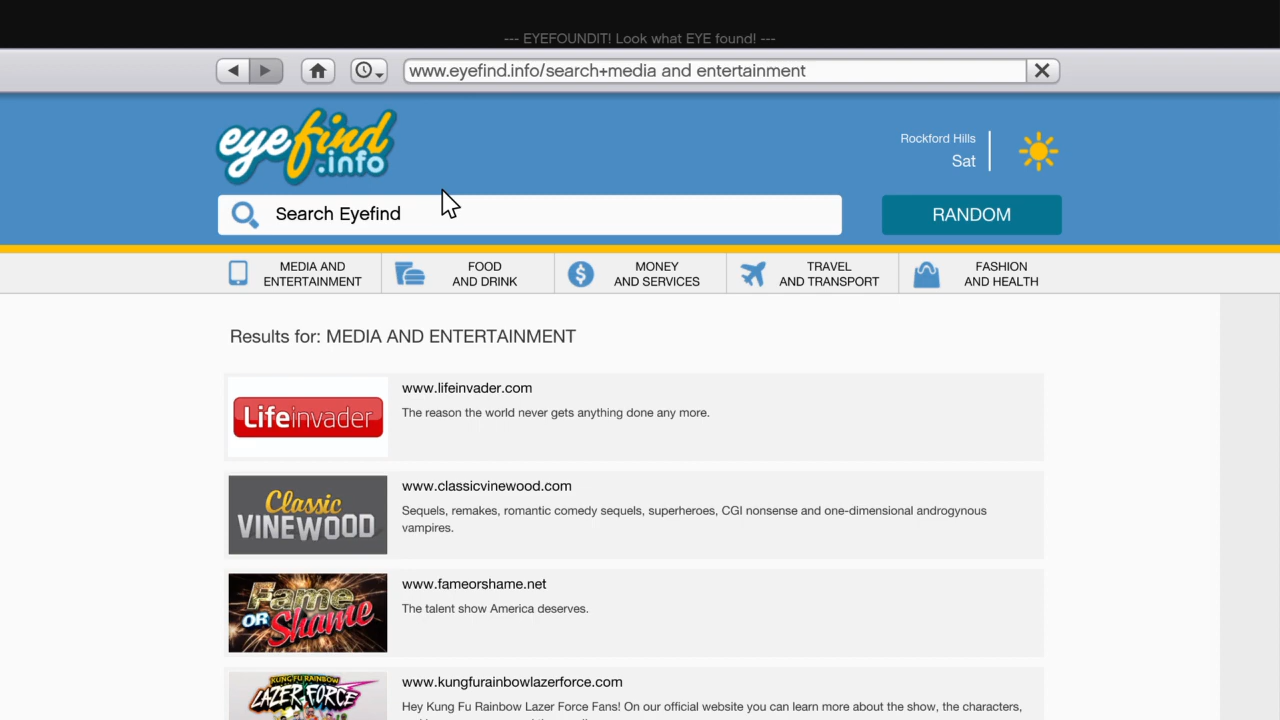 --- EYEFOUNDIT! Look what EYE found! ---
www.eyefind.info/search+media and entertainment
eyefind
.info
Rockford Hills
Sat
Search Eyefind
RANDOM
MEDIA AND
ENTERTAINMENT
FOOD
AND DRINK
MONEY
AND SERVICES
TRAVEL
AND TRANSPORT
FASHION
AND HEALTH
Results for: MEDIA AND ENTERTAINMENT
Lifeinvader
www.lifeinvader.com
The reason the world never gets anything done any more.
Classic
VINEWOOD
www.classicvinewood.com
Sequels, remakes, romantic comedy sequels, superheroes, CGI nonsense and one-dimensional androgynous
vampires.
Fame
OR Shame
www.fameorshame.net
The talent show America deserves.
KUNG FU RAINBOW
LAZER FORCE
www.kungfurainbowlazerforce.com
Hey Kung Fu Rainbow Lazer Force Fans! On our official website you can learn more about the show, the characters,